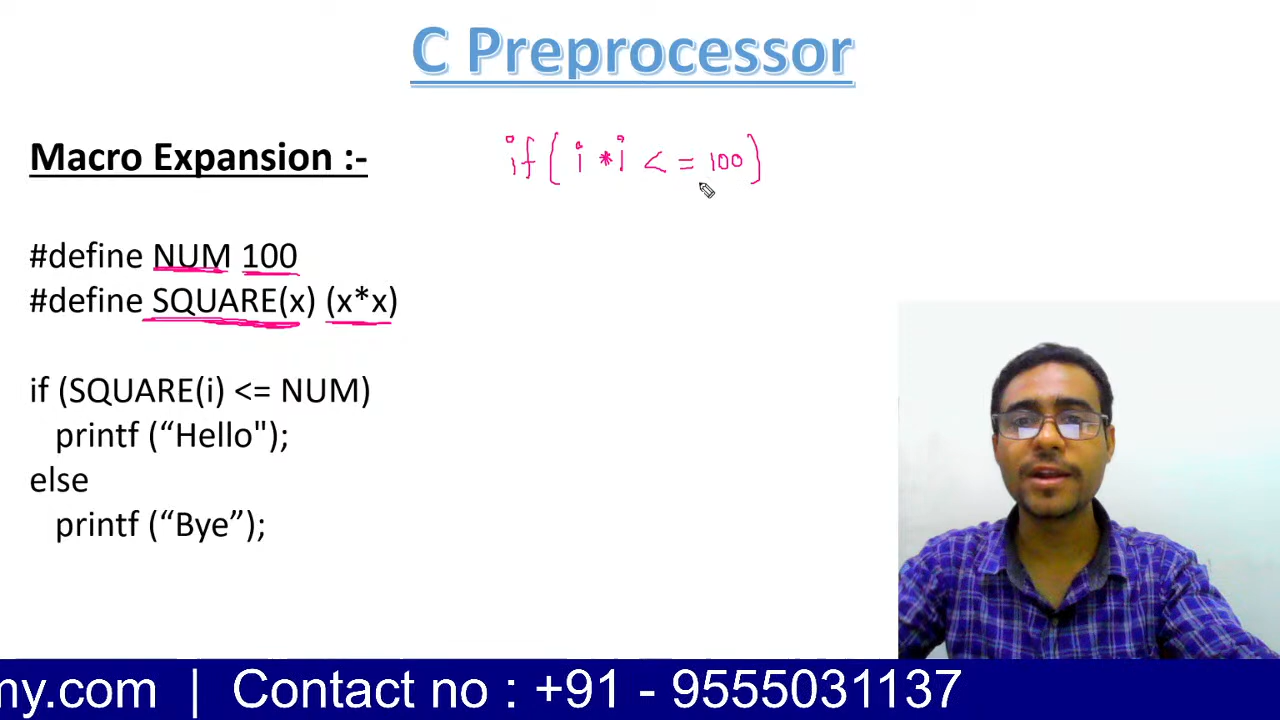 C Preprocessor
Macro Expansion :-
if ( i * i < = 100 )
#define NUM 100
#define SQUARE(x) (x*x)
if (SQUARE(i) <= NUM)
printf (“Hello");
else
printf (“Bye”);
my.com | Contact no : +91 - 9555031137